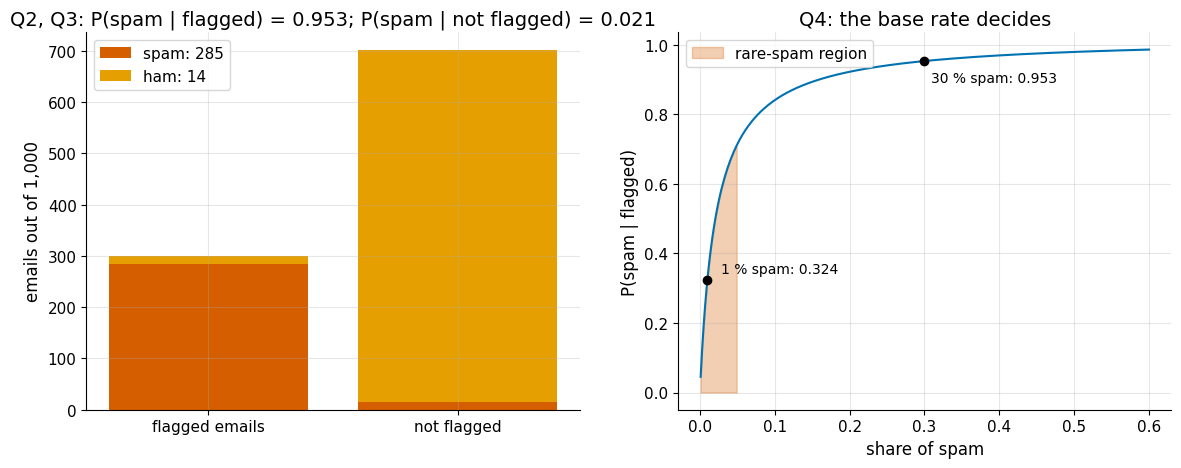 Q2, Q3: P(spam | flagged) = 0.953; P(spam | not flagged) = 0.021
spam: 285
ham: 14
emails out of 1,000
700
600
500
400
300
200
100
0
flagged emails
not flagged
Q4: the base rate decides
rare-spam region
30 % spam: 0.953
1 % spam: 0.324
P(spam | flagged)
1.0
0.8
0.6
0.4
0.2
0.0
0.0
0.1
0.2
0.3
0.4
0.5
0.6
share of spam